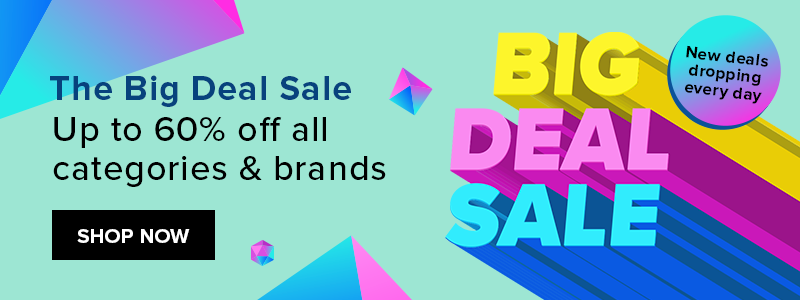 The Big Deal Sale
Up to 60% off all
categories & brands
SHOP NOW
BIG
DEAL
SALE
New deals
dropping
every day